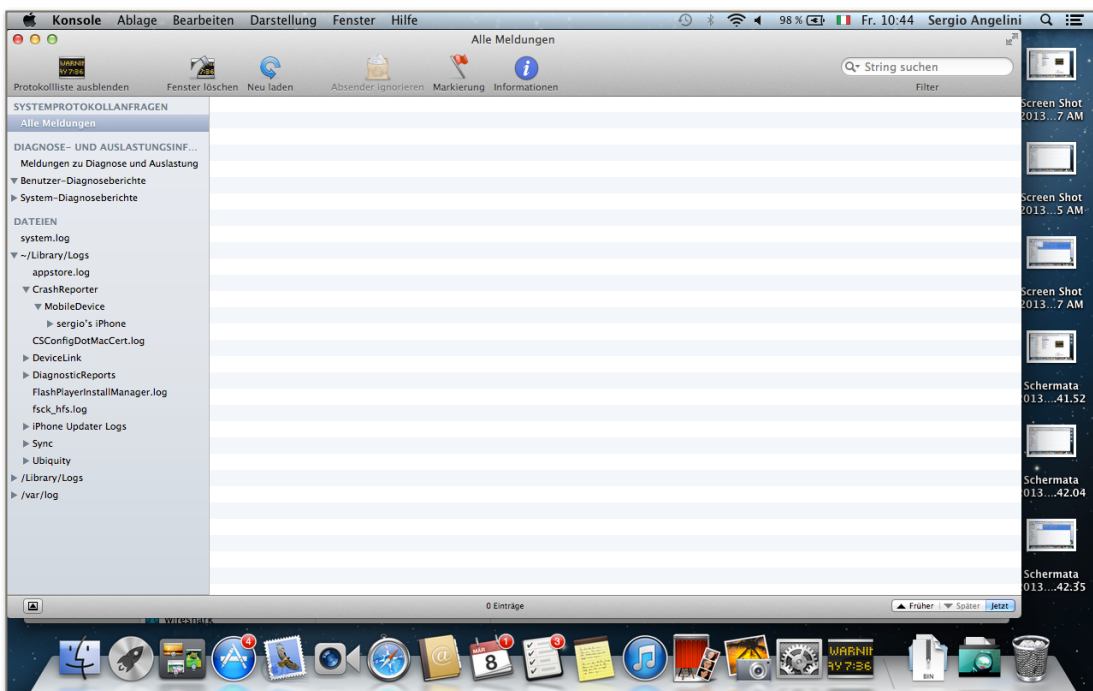 Konsole Ablage Bearbeiten Darstellung Fenster Hilfe 98 % Fr. 10:44 Sergio Angelini
Alle Meldungen
WARNIN
AY 7:36
7:36
String suchen
Protokollliste ausblenden Fenster löschen Neu laden Absender ignorieren Markierung Informationen Filter
SYSTEMPROTOKOLLANFRAGEN
Alle Meldungen
DIAGNOSE- UND AUSLASTUNGSINF...
Meldungen zu Diagnose und Auslastung
Benutzer-Diagnoseberichte
System-Diagnoseberichte
DATEIEN
system.log
~/Library/Logs
appstore.log
CrashReporter
MobileDevice
sergio's iPhone
CSConfigDotMacCert.log
DeviceLink
DiagnosticReports
FlashPlayerInstallManager.log
fsck_hfs.log
iPhone Updater Logs
Sync
Ubiquity
/Library/Logs
/var/log
0 Einträge
Früher Später Jetzt
Screen Shot
2013...7 AM
Screen Shot
2013...5 AM
Screen Shot
2013...7 AM
Schermata
2013....41.52
Schermata
2013....42.04
Schermata
2013....42.35
Wireshark
4
MÄR
8
1
3
WARNIN
AY 7:36
BIN